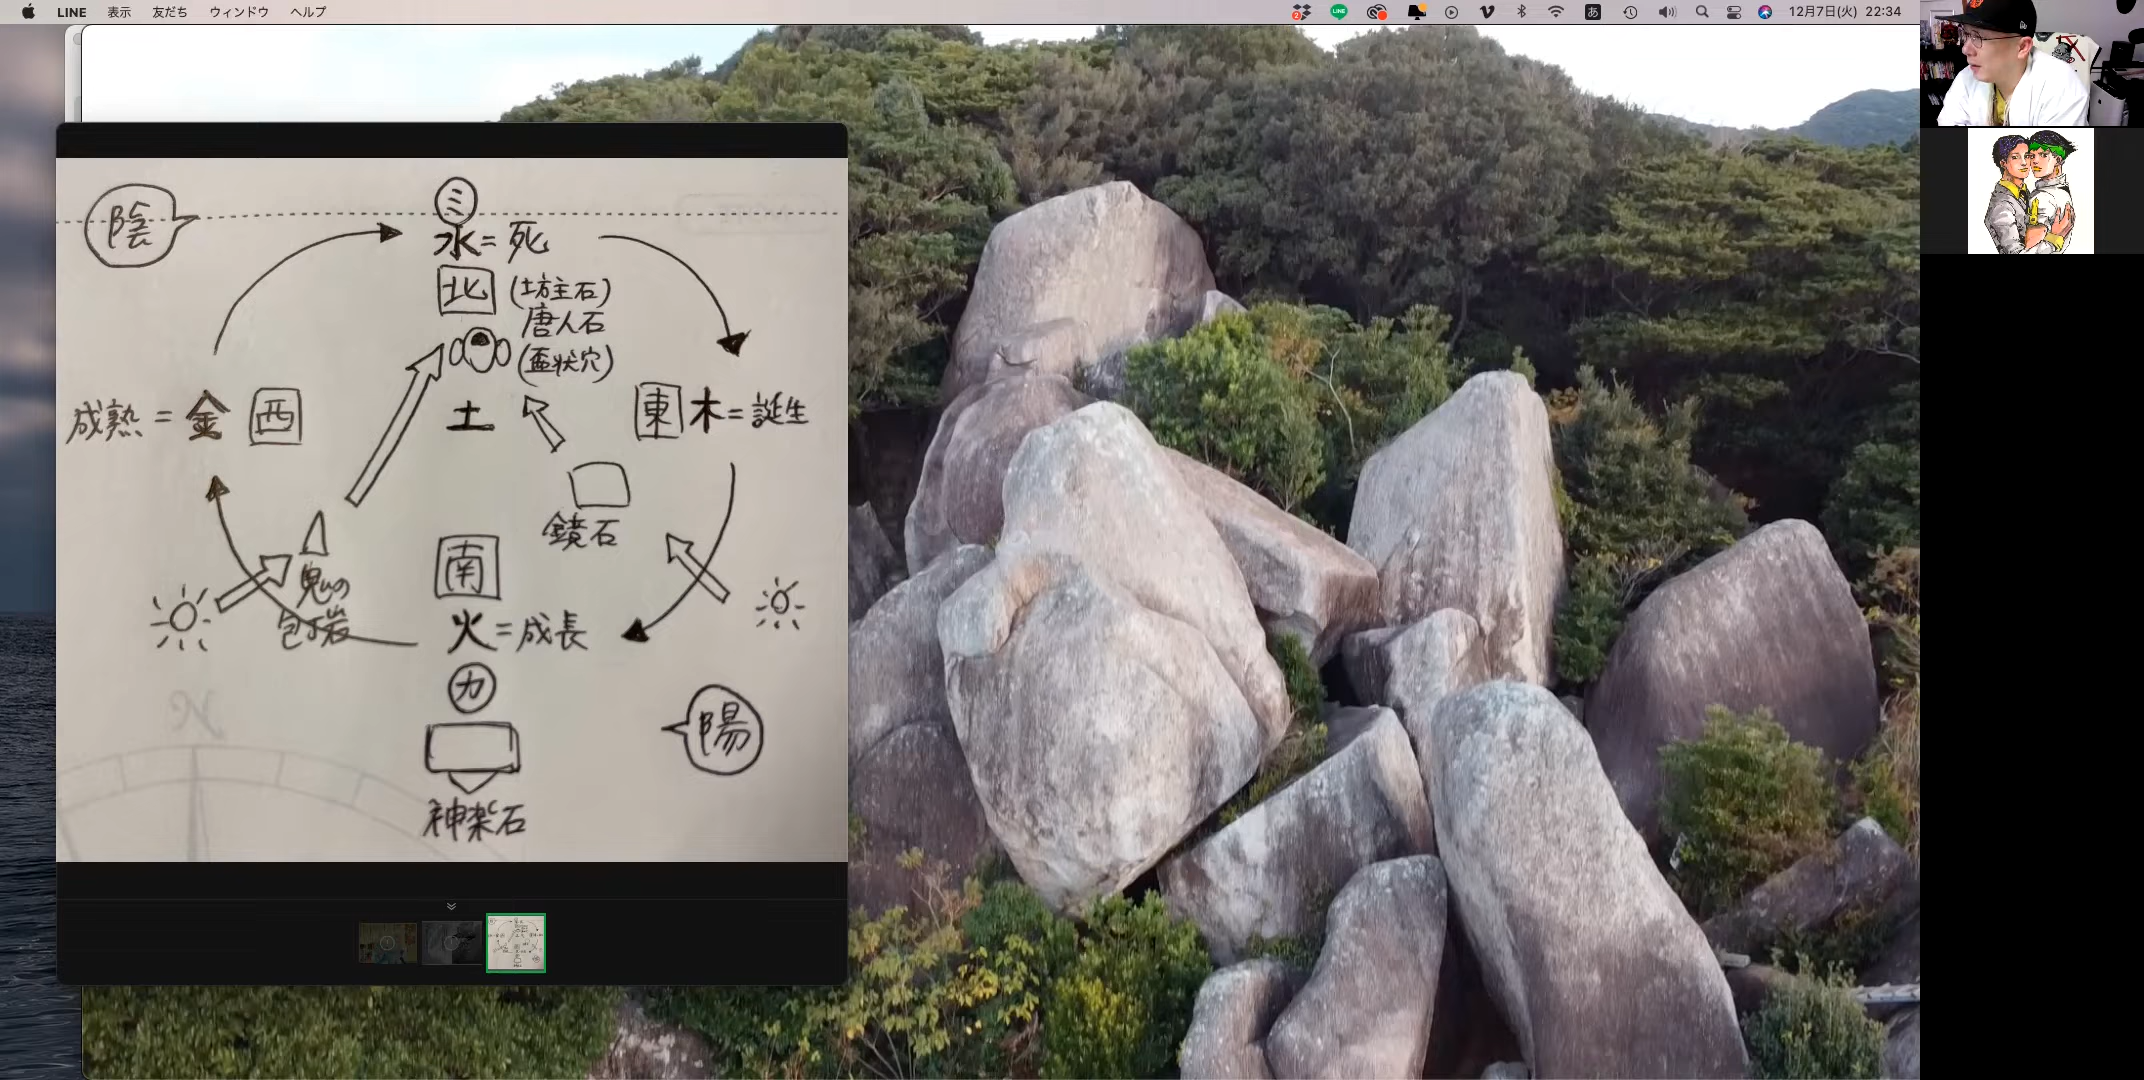 LINE 表示 友だち ウィンドウ ヘルプ
あ
12月7日(火) 22:34
陰
ミ
水=死
北 (坊主石)
唐人石
(盃状穴)
成熟=金 西
土
東 木=誕生
鏡石
鬼の
包丁岩
南
火=成長
カ
陽
神楽石
N